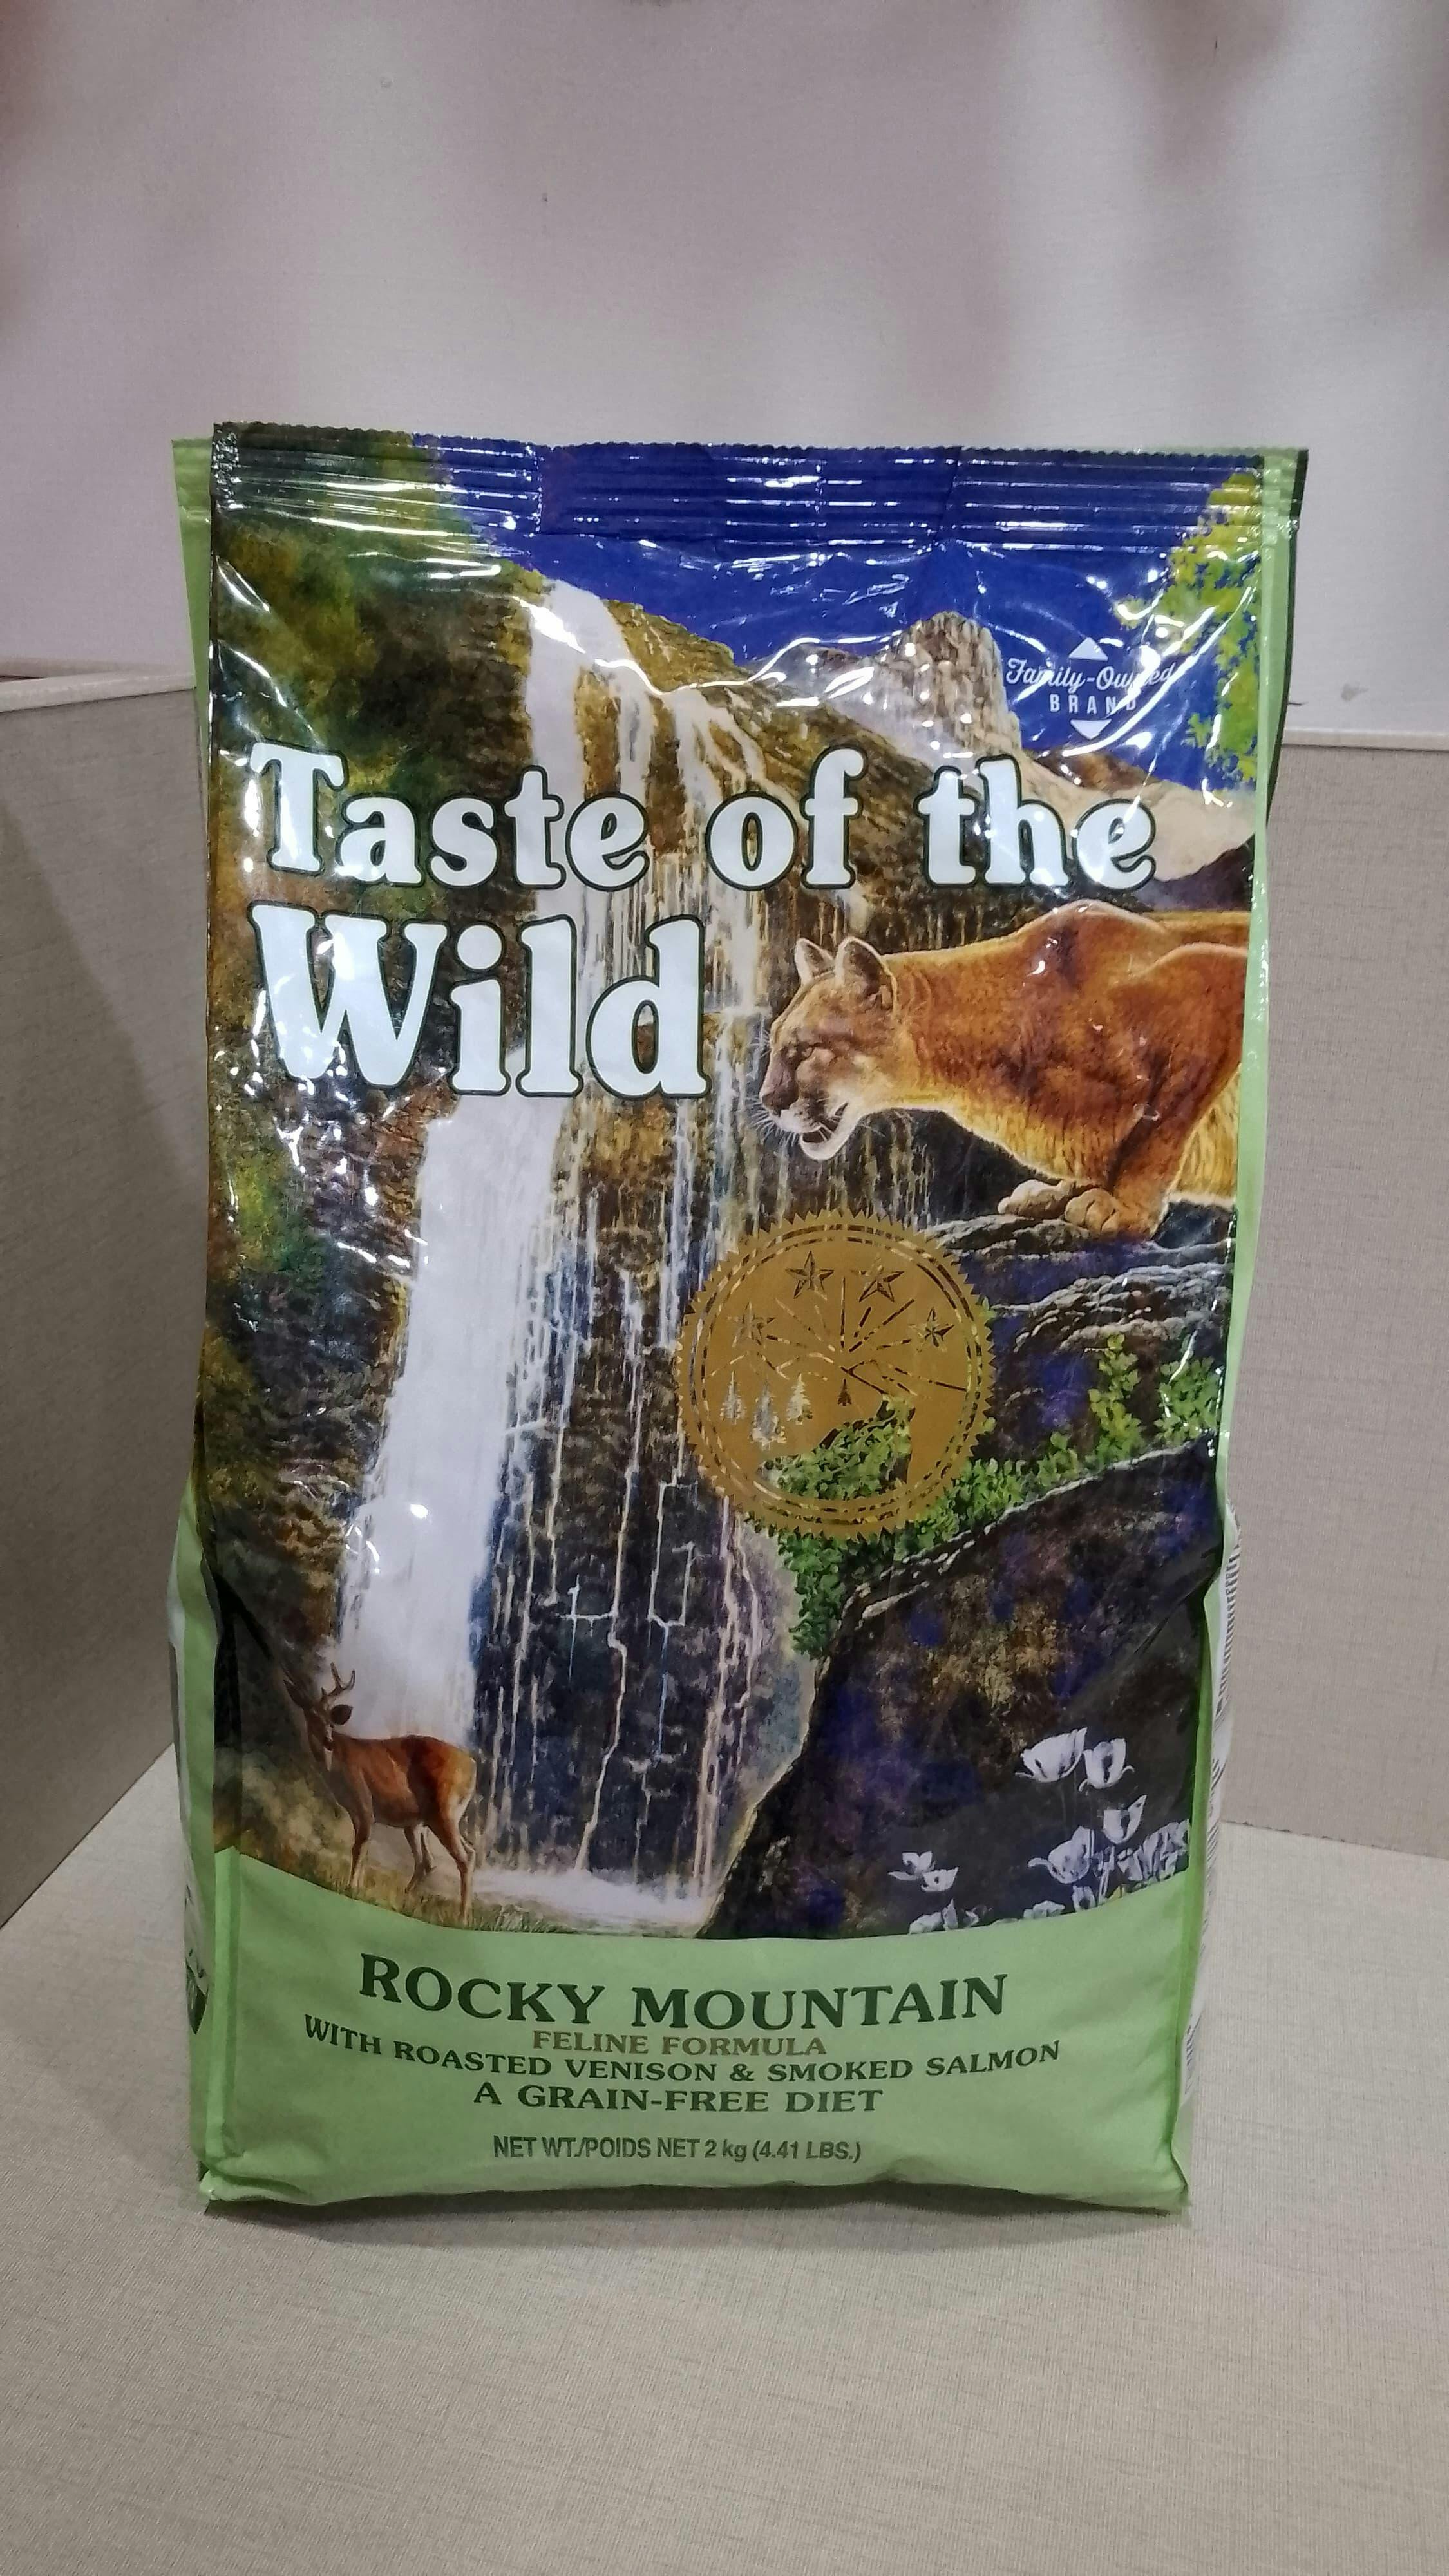 Family-Owned
BRAND
Taste of the
Wild
ROCKY MOUNTAIN
FELINE FORMULA
WITH ROASTED VENISON & SMOKED SALMON
A GRAIN-FREE DIET
NET WT./POIDS NET 2 kg (4.41 LBS.)